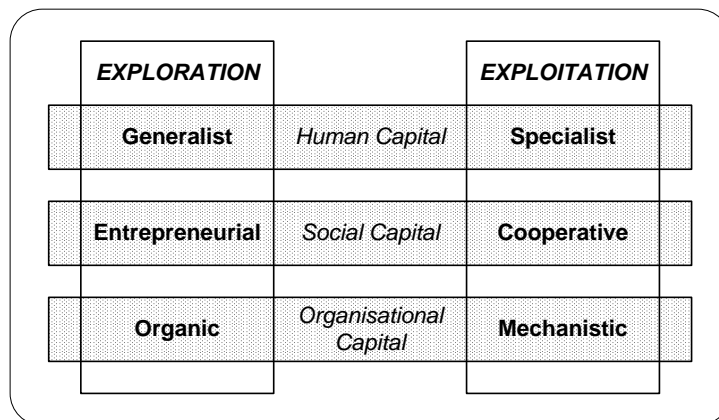 EXPLORATION
EXPLOITATION
Generalist
Human Capital
Specialist
Entrepreneurial
Social Capital
Cooperative
Organic
Organisational
Capital
Mechanistic